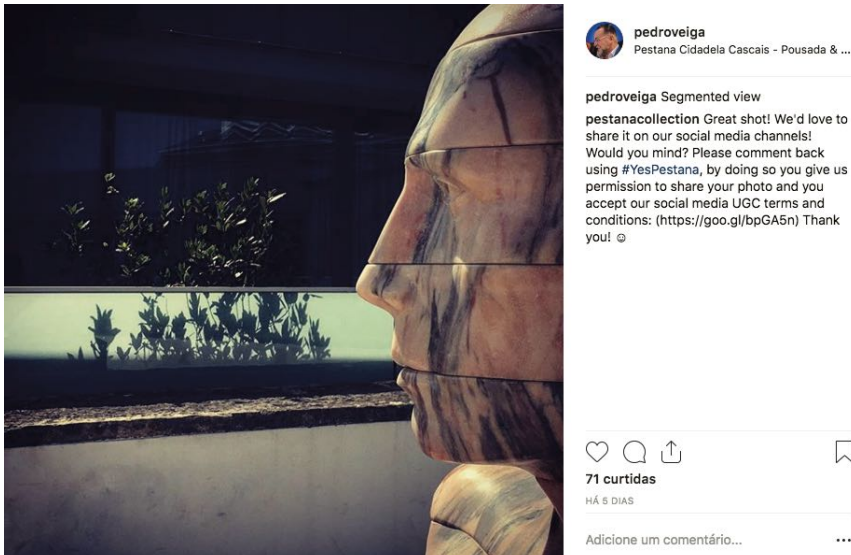 pedroveiga
Pestana Cidadela Cascais - Pousada & ...
pedroveiga Segmented view
pestanacollection Great shot! We'd love to
share it on our social media channels!
Would you mind? Please comment back
using #YesPestana, by doing so you give us
permission to share your photo and you
accept our social media UGC terms and
conditions: (https://goo.gl/bpGA5n) Thank
you! ☺
71 curtidas
HÁ 5 DIAS
Adicione um comentário...